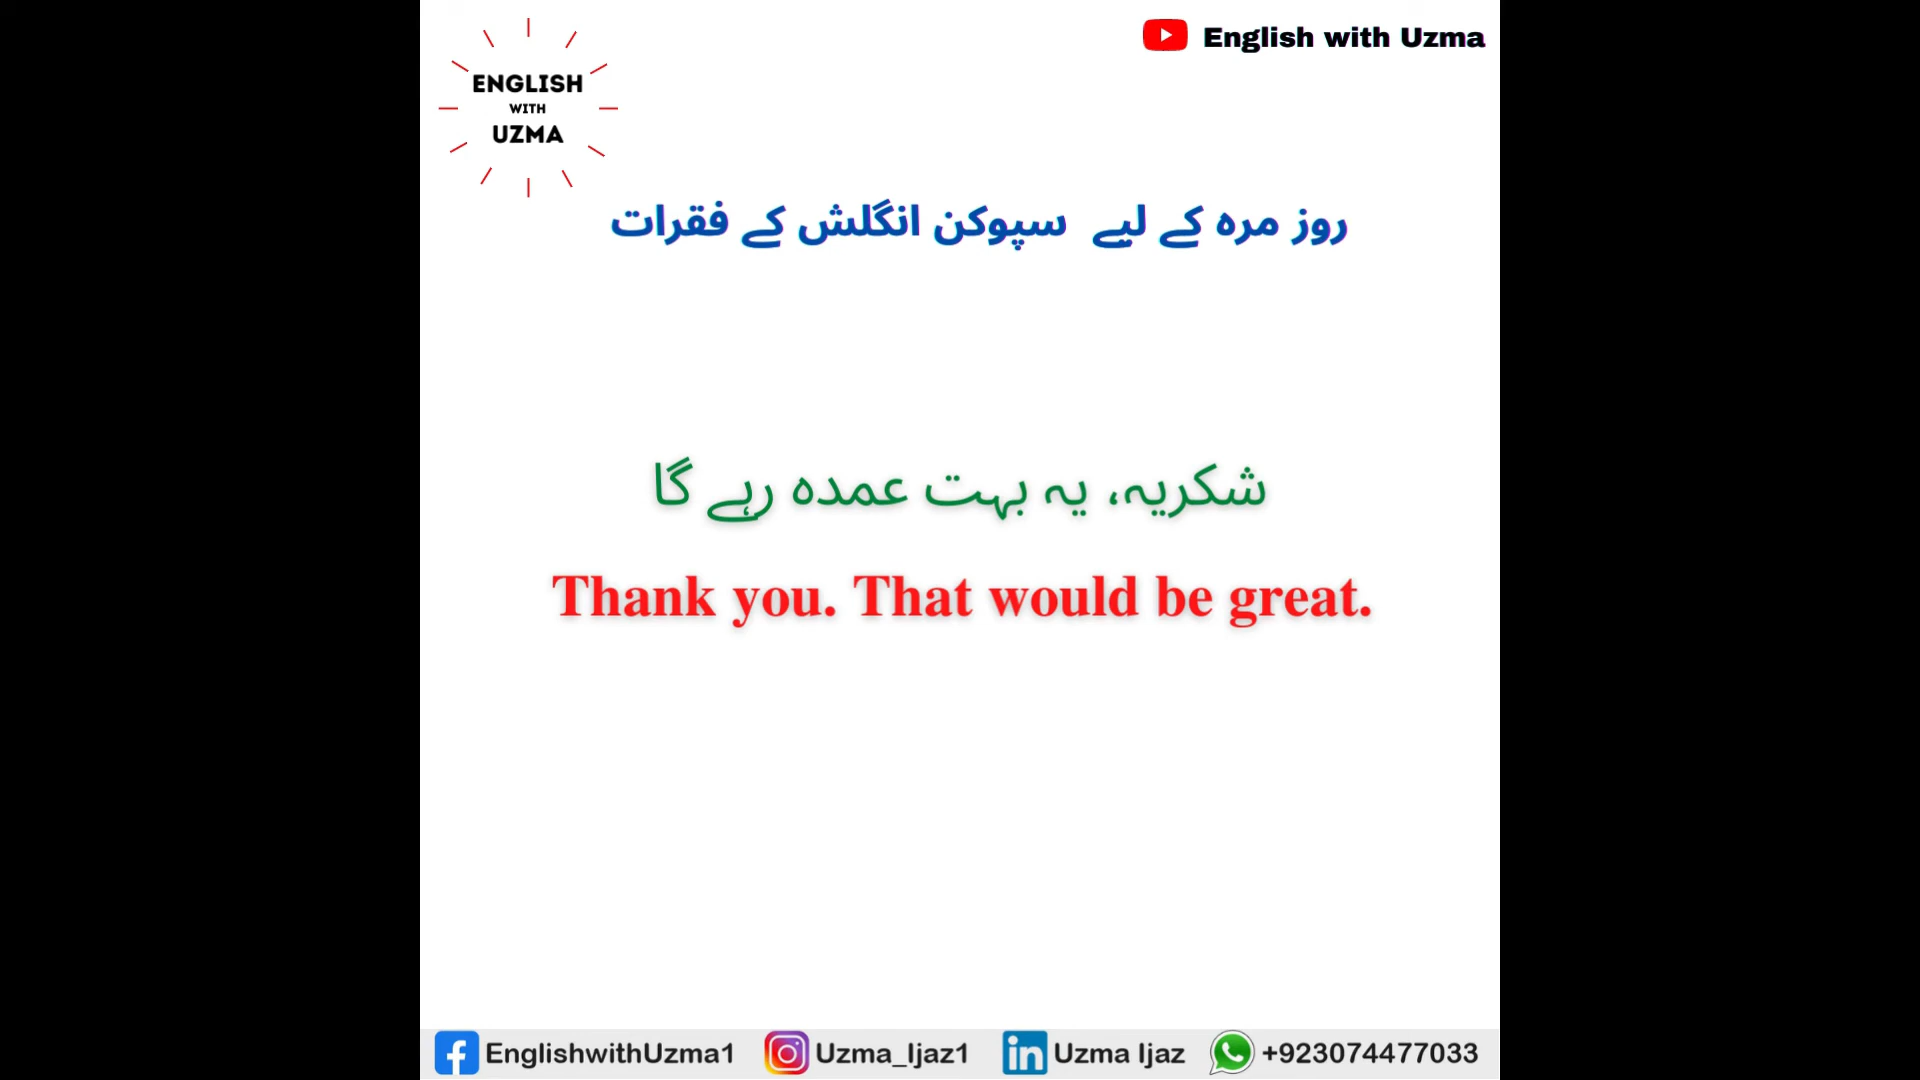 English with Uzma
ENGLISH
WITH
UZMA
روز مرہ کے لیے سپوکن انگلش کے فقرات
شکریہ، یہ بہت عمدہ رہے گا
Thank you. That would be great.
EnglishwithUzma1 Uzma_Ijaz1 Uzma Ijaz +923074477033